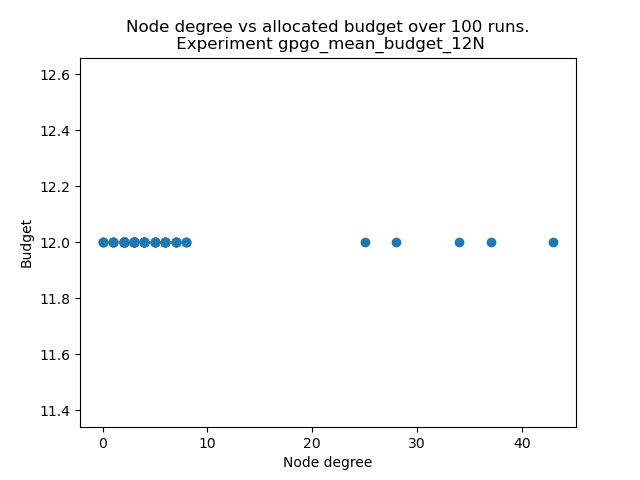 Node degree vs allocated budget over 100 runs.
Experiment gpgo_mean_budget_12N
12.6
12.4
12.2
12.0
11.8
11.6
11.4
Budget
0 10 20 30 40
Node degree